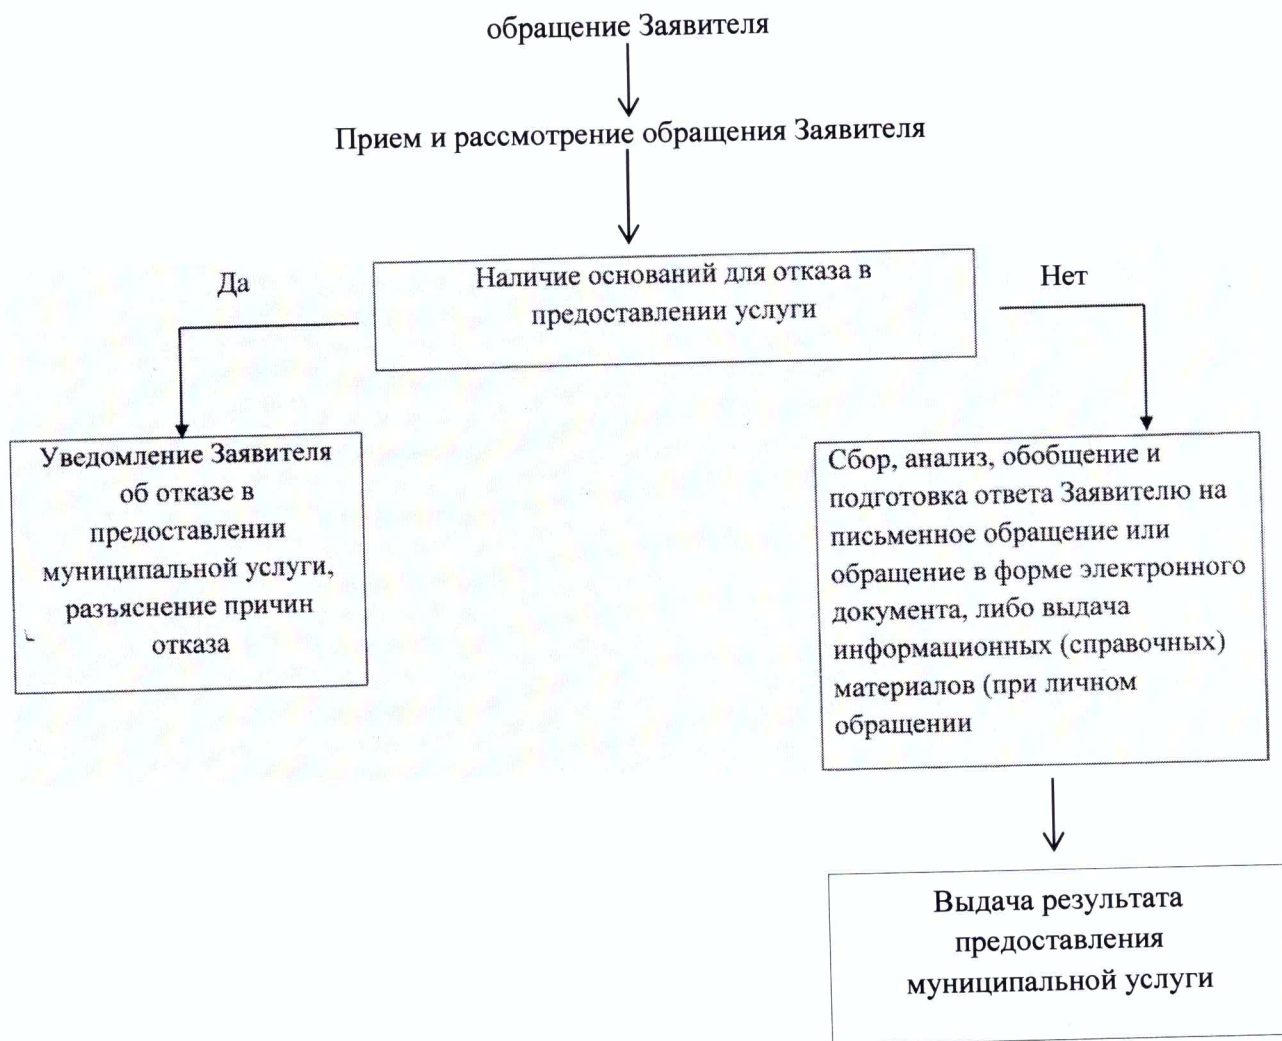 обращение Заявителя
Прием и рассмотрение обращения Заявителя
Да
Наличие оснований для отказа в
предоставлении услуги
Нет
Уведомление Заявителя
об отказе в
предоставлении
муниципальной услуги,
разъяснение причин
отказа
Сбор, анализ, обобщение и
подготовка ответа Заявителю на
письменное обращение или
обращение в форме электронного
документа, либо выдача
информационных (справочных)
материалов (при личном
обращении
Выдача результата
предоставления
муниципальной услуги